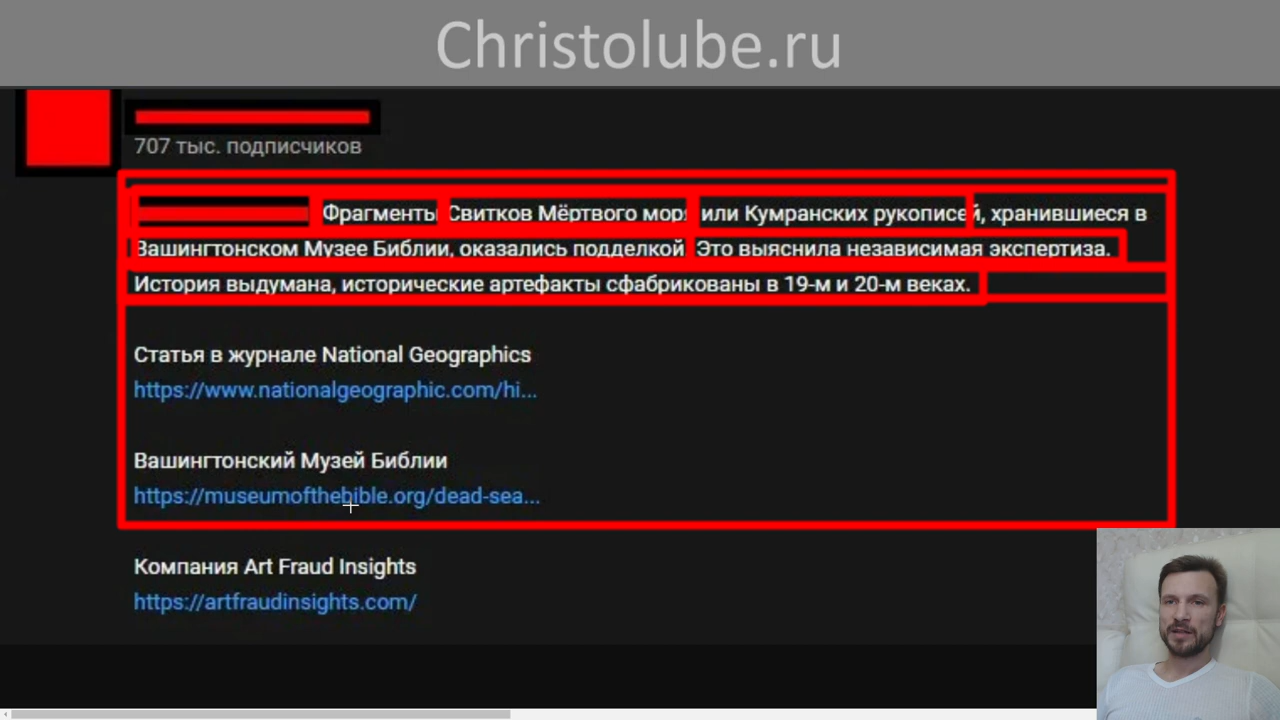 Christolube.ru
707 тыс. подписчиков
Фрагменты Свитков Мёртвого моря или Кумранских рукописей, хранившиеся в
Вашингтонском Музее Библии, оказались подделкой Это выяснила независимая экспертиза.
История выдумана, исторические артефакты сфабрикованы в 19-м и 20-м веках.
Статья в журнале National Geographics
https://www.nationalgeographic.com/hi...
Вашингтонский Музей Библии
https://museumofthebible.org/dead-sea...
Компания Art Fraud Insights
https://artfraudinsights.com/